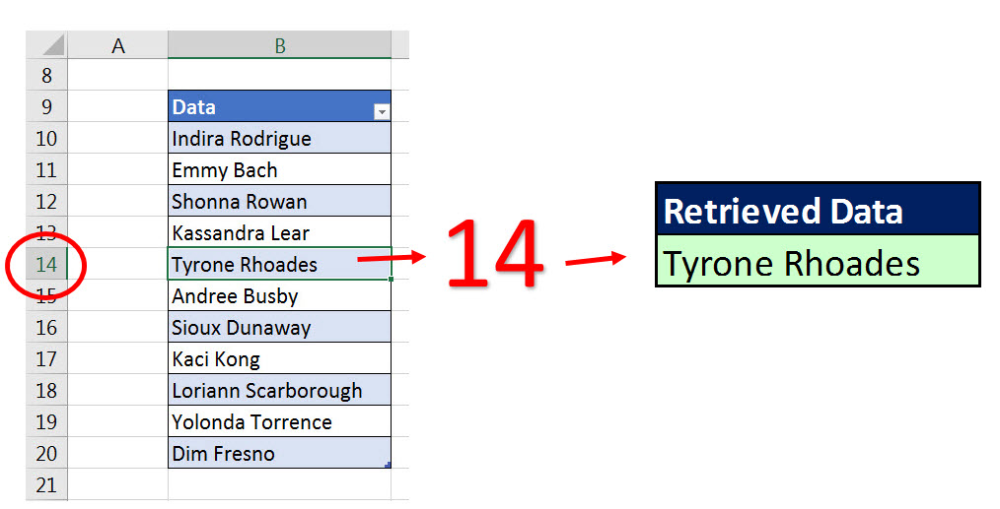 A B
8
9 Data
10 Indira Rodrigue
11 Emmy Bach
12 Shonna Rowan
13 Kassandra Lear
14 Tyrone Rhoades
15 Andree Busby
16 Sioux Dunaway
17 Kaci Kong
18 Loriann Scarborough
19 Yolonda Torrence
20 Dim Fresno
21
14
Retrieved Data
Tyrone Rhoades